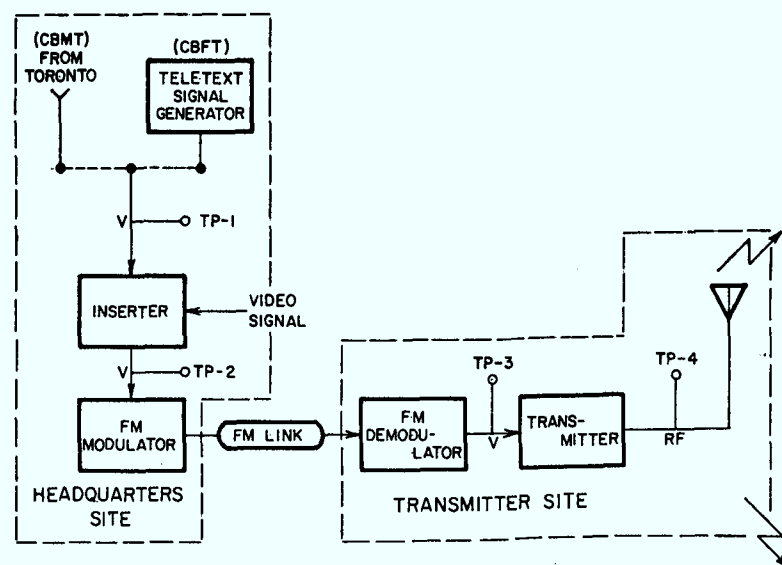 (CBMT)
FROM
TORONTO
(CBFT)
TELETEXT
SIGNAL
GENERATOR
V
TP-1
INSERTER
VIDEO
SIGNAL
V
TP-2
FM
MODULATOR
FM LINK
HEADQUARTERS
SITE
FM
DEMODU-
LATOR
TP-3
V
TRANS-
MITTER
TP-4
RF
TRANSMITTER SITE